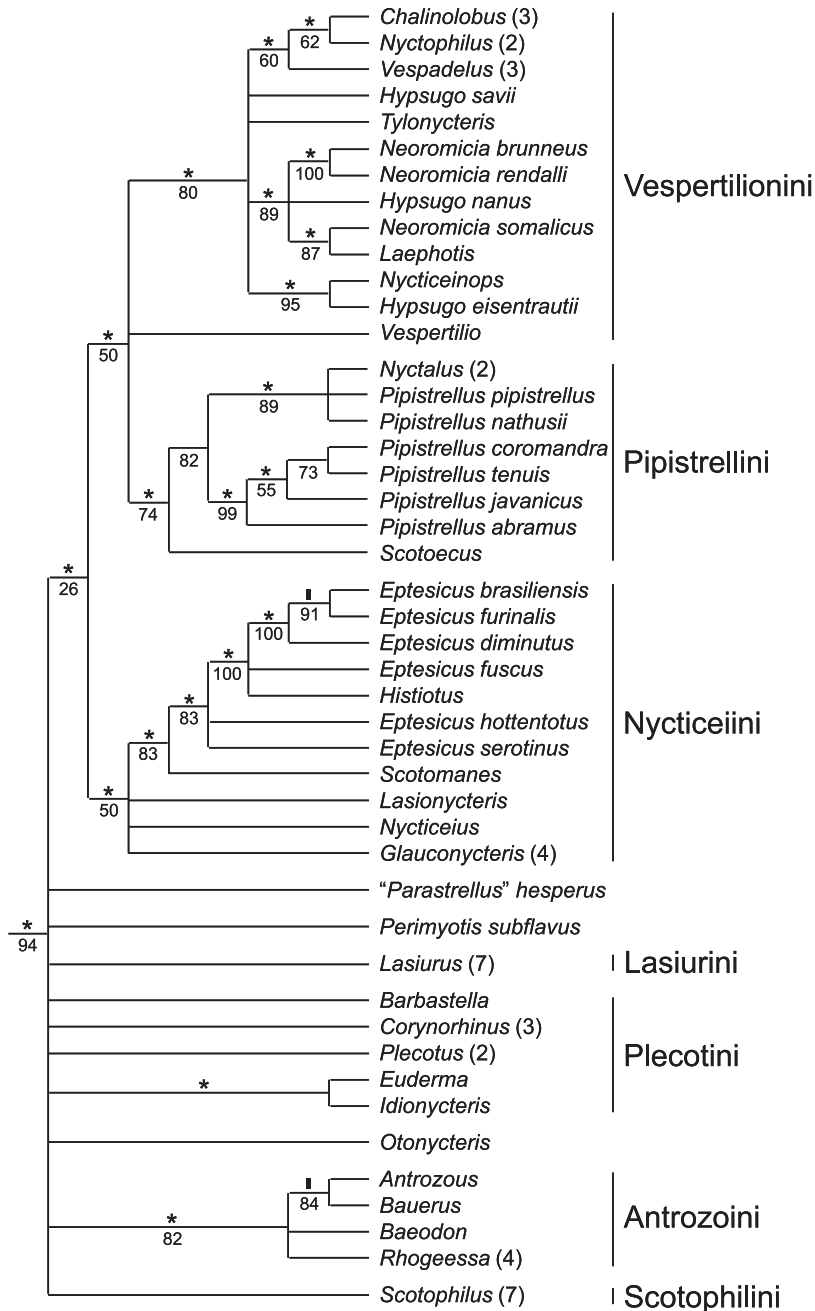 Chalinolobus (3)
* * 62 Nyctophilus (2)
60 Vespadelus (3)
Hypsugo savii
Tylonycteris
* Neoromicia brunneus
* 100 Neoromicia rendalli Vespertilionini
80 * Hypsugo nanus
89 * Neoromicia somalicus
87 Laephotis
* Nycticeinops
95 Hypsugo eisentrautii
* Vespertilio
50
Nyctalus (2)
* Pipistrellus pipistrellus
89 Pipistrellus nathusii
Pipistrellus coromandra
82 * 73 Pipistrellus tenuis Pipistrellini
* * 55 Pipistrellus javanicus
74 99 Pipistrellus abramus
Scotoecus
*
26 Eptesicus brasiliensis
* 91 Eptesicus furinalis
100 Eptesicus diminutus
* Eptesicus fuscus
100 Histiotus
* Eptesicus hottentotus Nycticeiini
* 83 Eptesicus serotinus
83 Scotomanes
* Lasionycteris
50 Nycticeius
Glauconycteris (4)
“Parastrellus” hesperus
* Perimyotis subflavus
94
Lasiurus (7) Lasiurini
Barbastella
Corynorhinus (3)
Plecotus (2) Plecotini
* Euderma
Idionycteris
Otonycteris
Antrozous
84 Bauerus
* Baeodon Antrozoini
82 Rhogeessa (4)
Scotophilus (7) Scotophilini